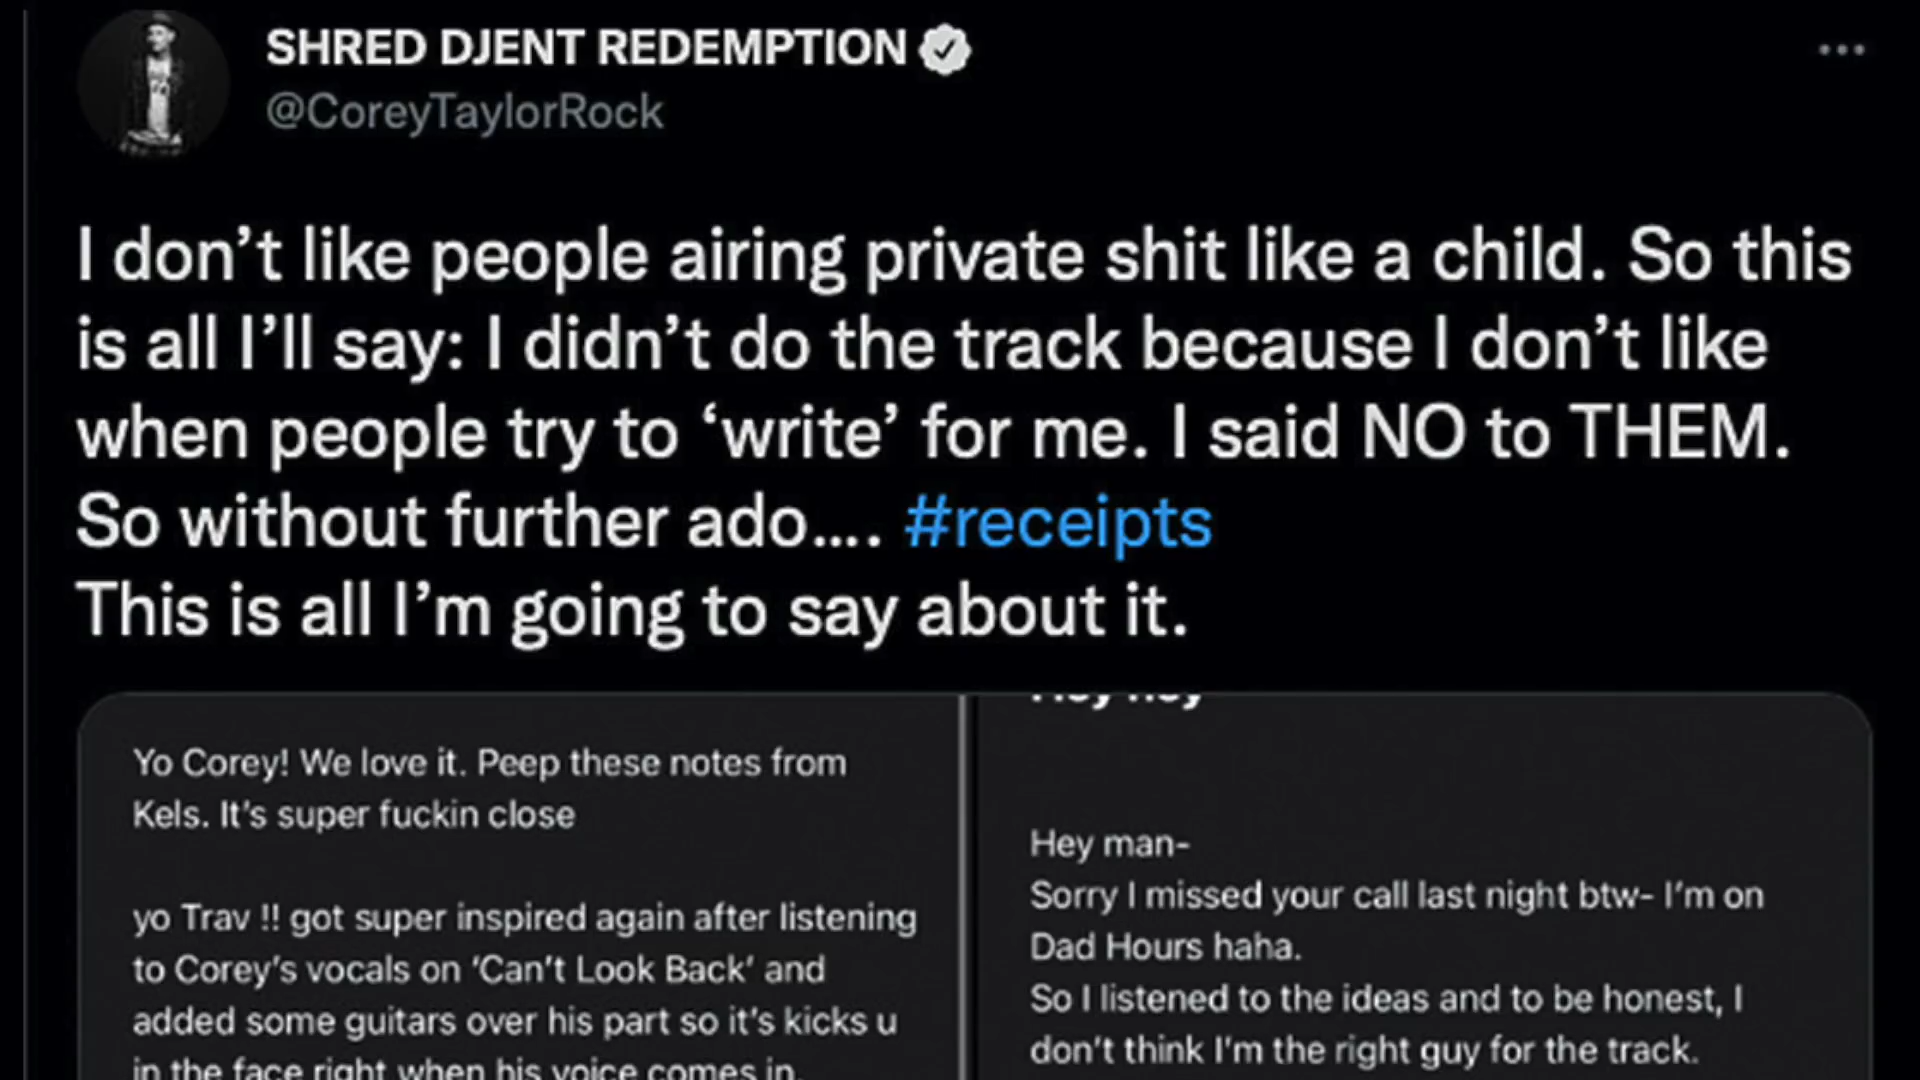 SHRED DJENT REDEMPTION
@CoreyTaylorRock
I don’t like people airing private shit like a child. So this
is all I’ll say: I didn’t do the track because I don’t like
when people try to ‘write’ for me. I said NO to THEM.
So without further ado…. #receipts
This is all I’m going to say about it.
Yo Corey! We love it. Peep these notes from
Kels. It’s super fuckin close
yo Trav !! got super inspired again after listening
to Corey’s vocals on ‘Can’t Look Back’ and
added some guitars over his part so it’s kicks u
in the face right when his voice comes in.
Hey hey
Hey man-
Sorry I missed your call last night btw- I’m on
Dad Hours haha.
So I listened to the ideas and to be honest, I
don’t think I’m the right guy for the track.